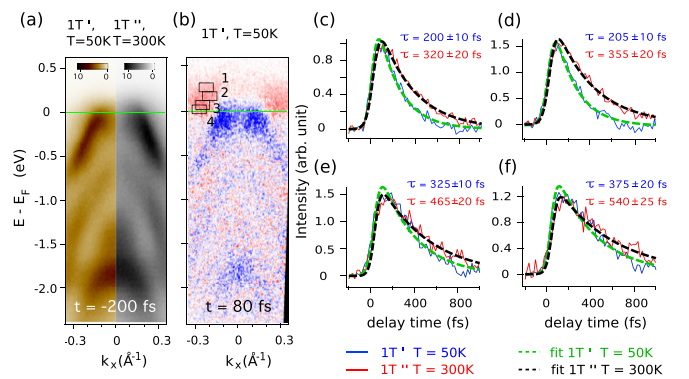 (a) 1T', 1T'',
T=50K T=300K
(b) 1T', T=50K
10 0 10 0
0.5
0
-0.5
-1.0
-1.5
-2.0
E - E_F (eV)
t = -200 fs
-0.3 0 0.3
k_x(Å⁻¹)
1
2
3
4
t = 80 fs
-0.3 0 0.3
k_x(Å⁻¹)
Intensity (arb. unit)
(c) τ = 200±10 fs
τ = 320±20 fs
1
0.8
0.4
0
(d) τ = 205±10 fs
τ = 355±20 fs
1.5
1
0.5
0
(e) τ = 325±10 fs
τ = 465±20 fs
1.5
1.0
0.5
0
0 400 800
delay time (fs)
(f) τ = 375±20 fs
τ = 540±25 fs
1.2
0.8
0.4
0
0 400 800
delay time (fs)
1T' T = 50K
1T'' T = 300K
fit 1T' T = 50K
fit 1T'' T = 300K